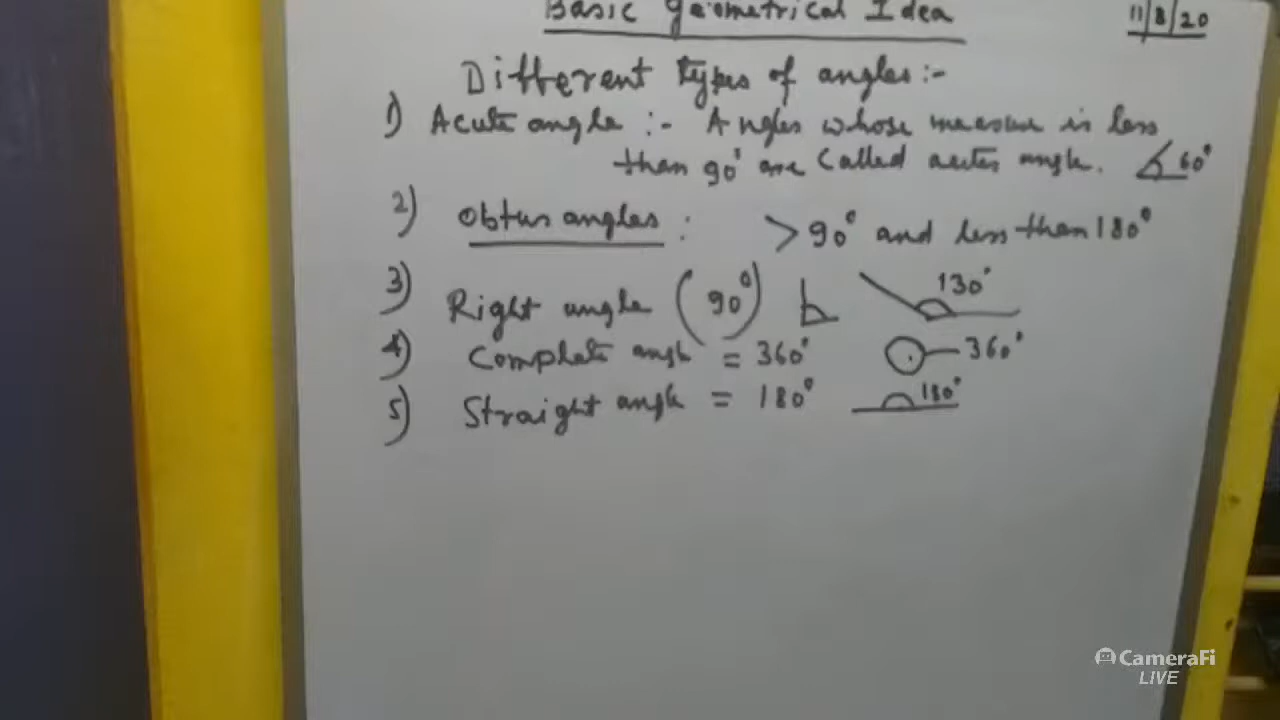 Basic Geometrical Idea
11/8/20
Different types of angles:-
1) Acute angle :- Angles whose measure is less
than 90° are called acutes angle. 60°
2) Obtus angles : >90° and less than 180°
3) Right angle (90°) 130°
4) Complete angle = 360° 360°
5) Straight angle = 180° 180°
CameraFi
LIVE